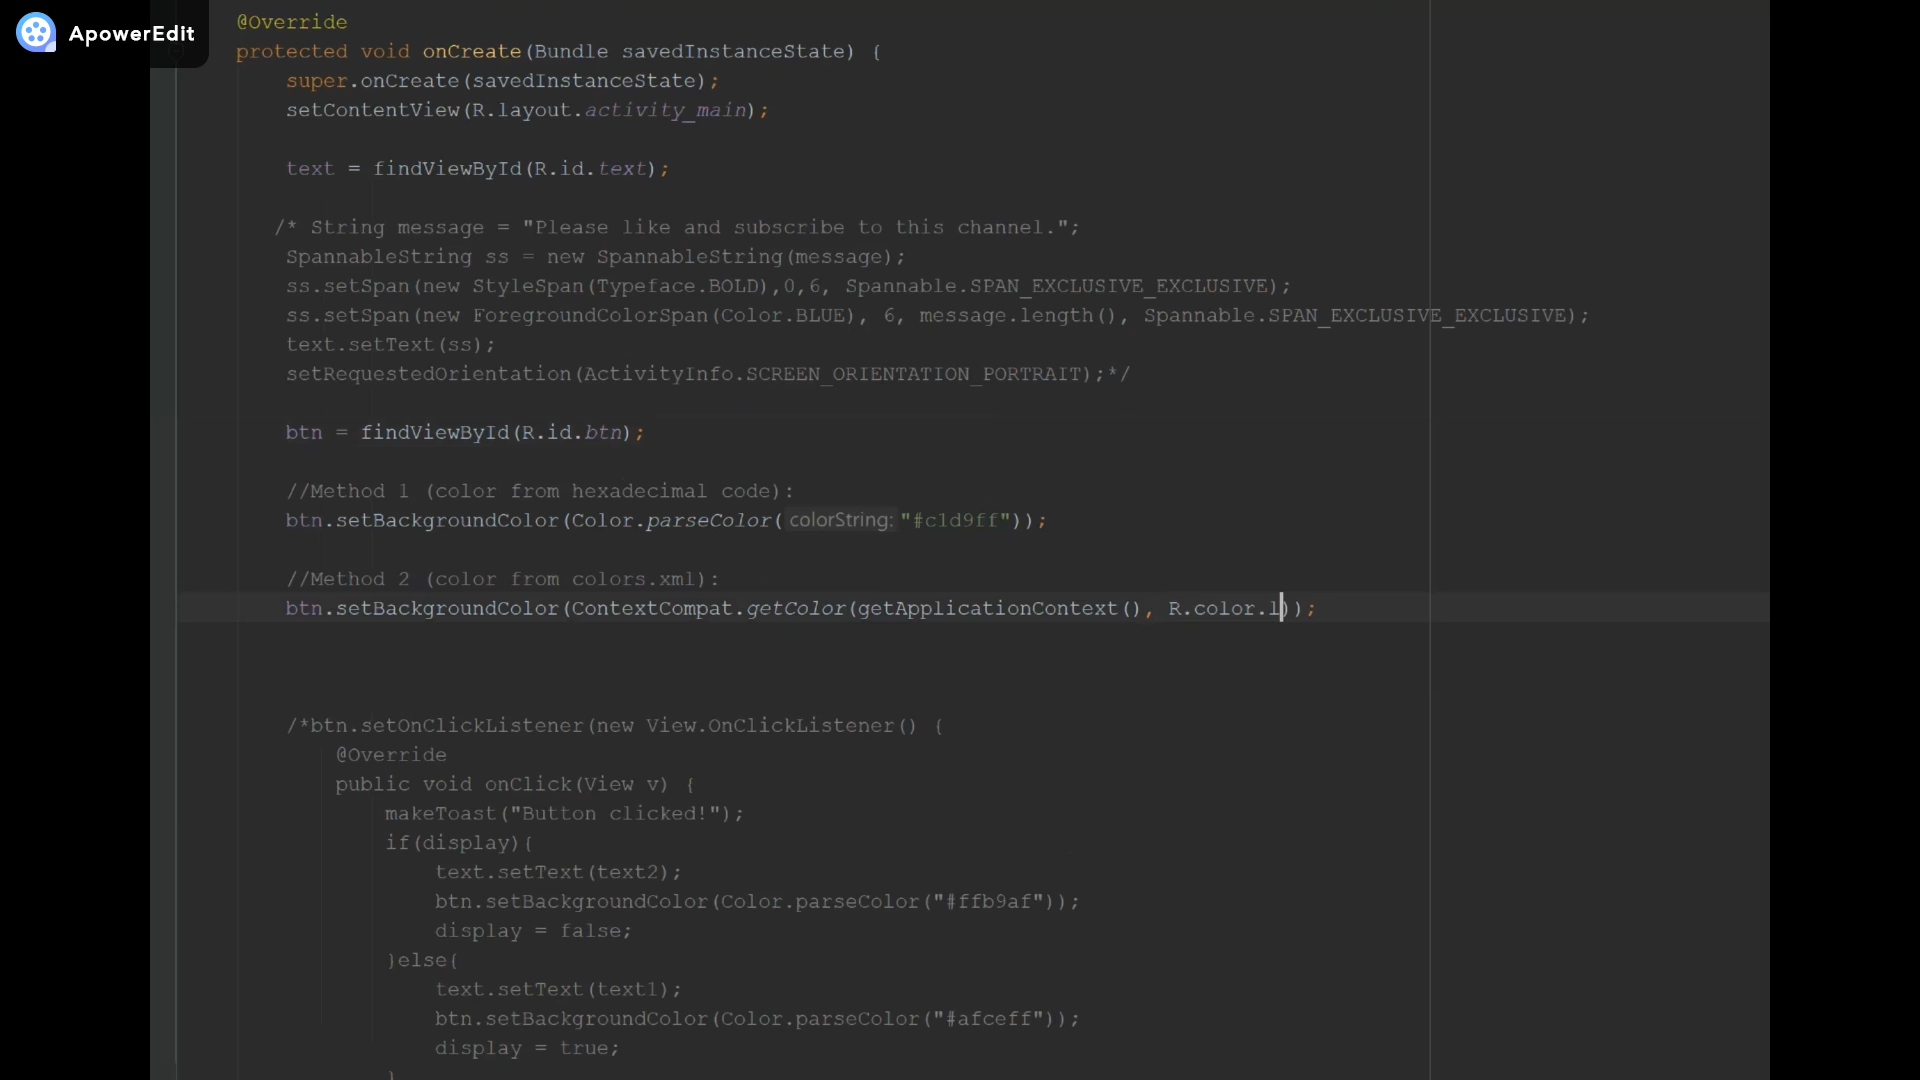 ApowerEdit
@Override
protected void onCreate(Bundle savedInstanceState) {
super.onCreate(savedInstanceState);
setContentView(R.layout.activity_main);
text = findViewById(R.id.text);
/* String message = "Please like and subscribe to this channel.";
SpannableString ss = new SpannableString(message);
ss.setSpan(new StyleSpan(Typeface.BOLD),0,6, Spannable.SPAN_EXCLUSIVE_EXCLUSIVE);
ss.setSpan(new ForegroundColorSpan(Color.BLUE), 6, message.length(), Spannable.SPAN_EXCLUSIVE_EXCLUSIVE);
text.setText(ss);
setRequestedOrientation(ActivityInfo.SCREEN_ORIENTATION_PORTRAIT);*/
btn = findViewById(R.id.btn);
//Method 1 (color from hexadecimal code):
btn.setBackgroundColor(Color.parseColor( colorString: "#c1d9ff"));
//Method 2 (color from colors.xml):
btn.setBackgroundColor(ContextCompat.getColor(getApplicationContext(), R.color.l));
/*btn.setOnClickListener(new View.OnClickListener() {
@Override
public void onClick(View v) {
makeToast("Button clicked!");
if(display){
text.setText(text2);
btn.setBackgroundColor(Color.parseColor("#ffb9af"));
display = false;
}else{
text.setText(text1);
btn.setBackgroundColor(Color.parseColor("#afceff"));
display = true;
}